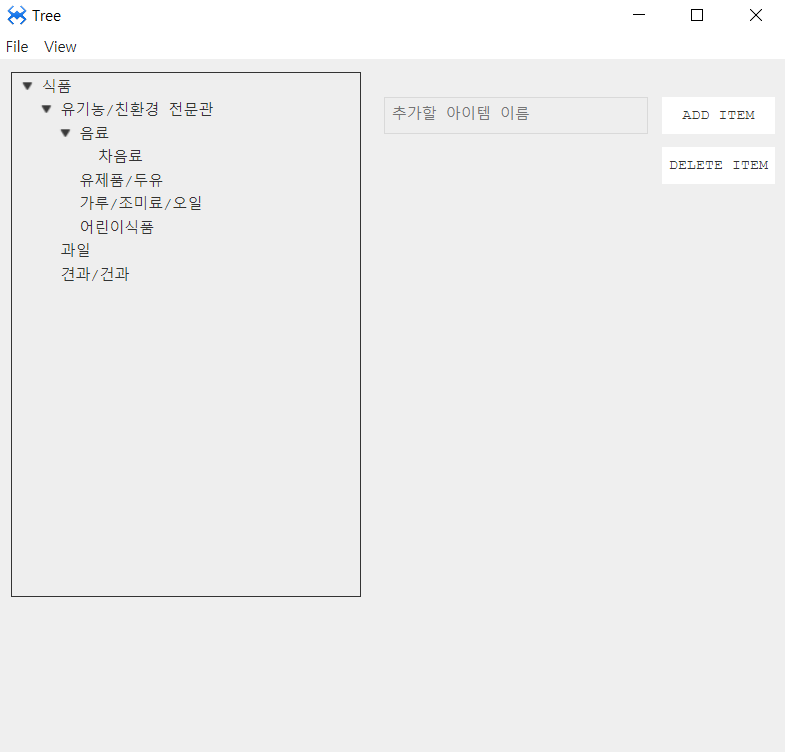 Tree
File View
식품
유기농/친환경 전문관
음료
차음료
유제품/두유
가루/조미료/오일
어린이식품
과일
견과/건과
추가할 아이템 이름
ADD ITEM
DELETE ITEM